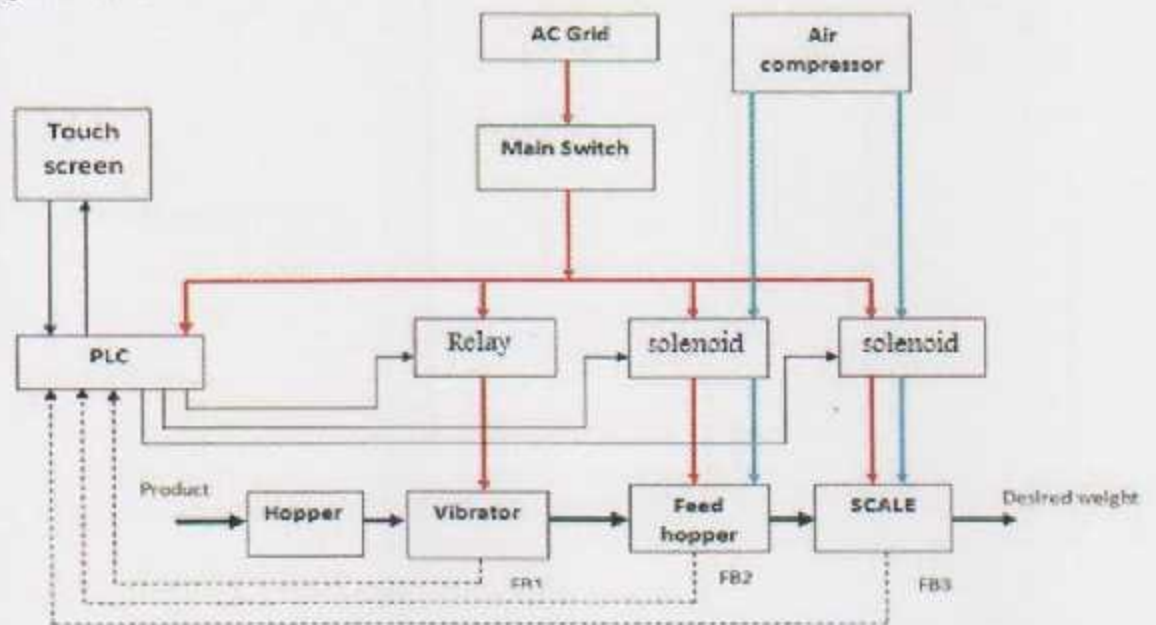 AC Grid
Air
compressor
Touch
screen
Main Switch
PLC
Relay
solenoid
solenoid
Product
Hopper
Vibrator
Feed
hopper
SCALE
Desired weight
FB1
FB2
FB3